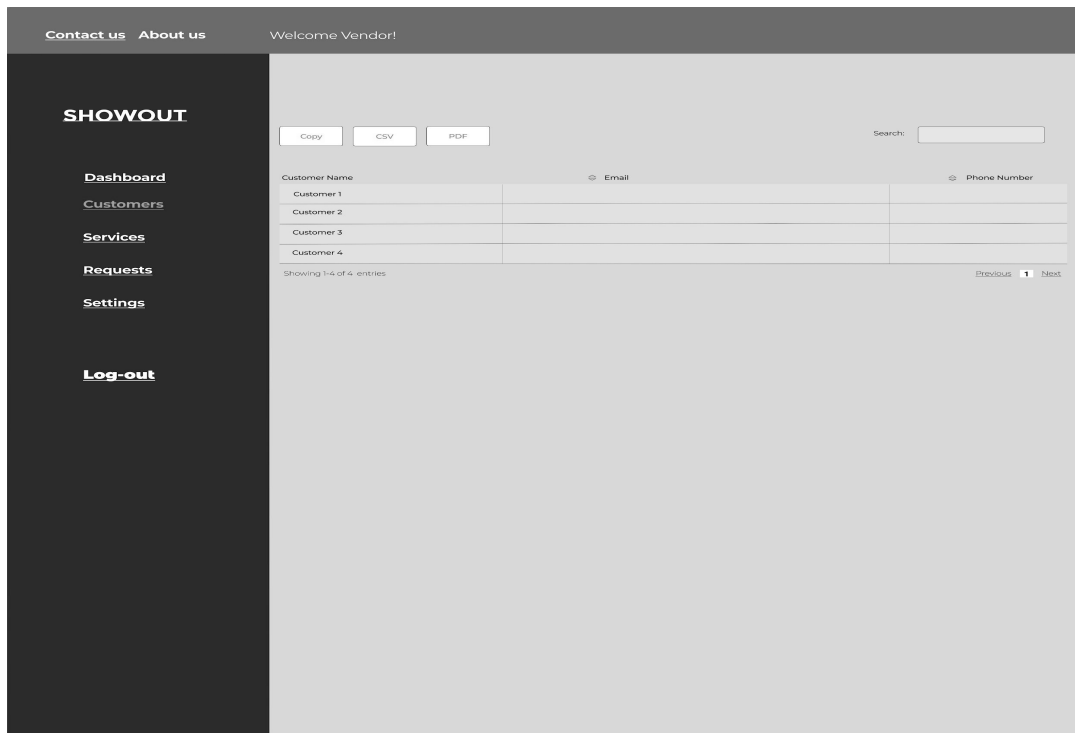 Contact us About us Welcome Vendor!
SHOWOUT
Dashboard
Customers
Services
Requests
Settings
Log-out
Copy CSV PDF Search:
Customer Name Email Phone Number
Customer 1
Customer 2
Customer 3
Customer 4
Showing 1-4 of 4 entries Previous 1 Next